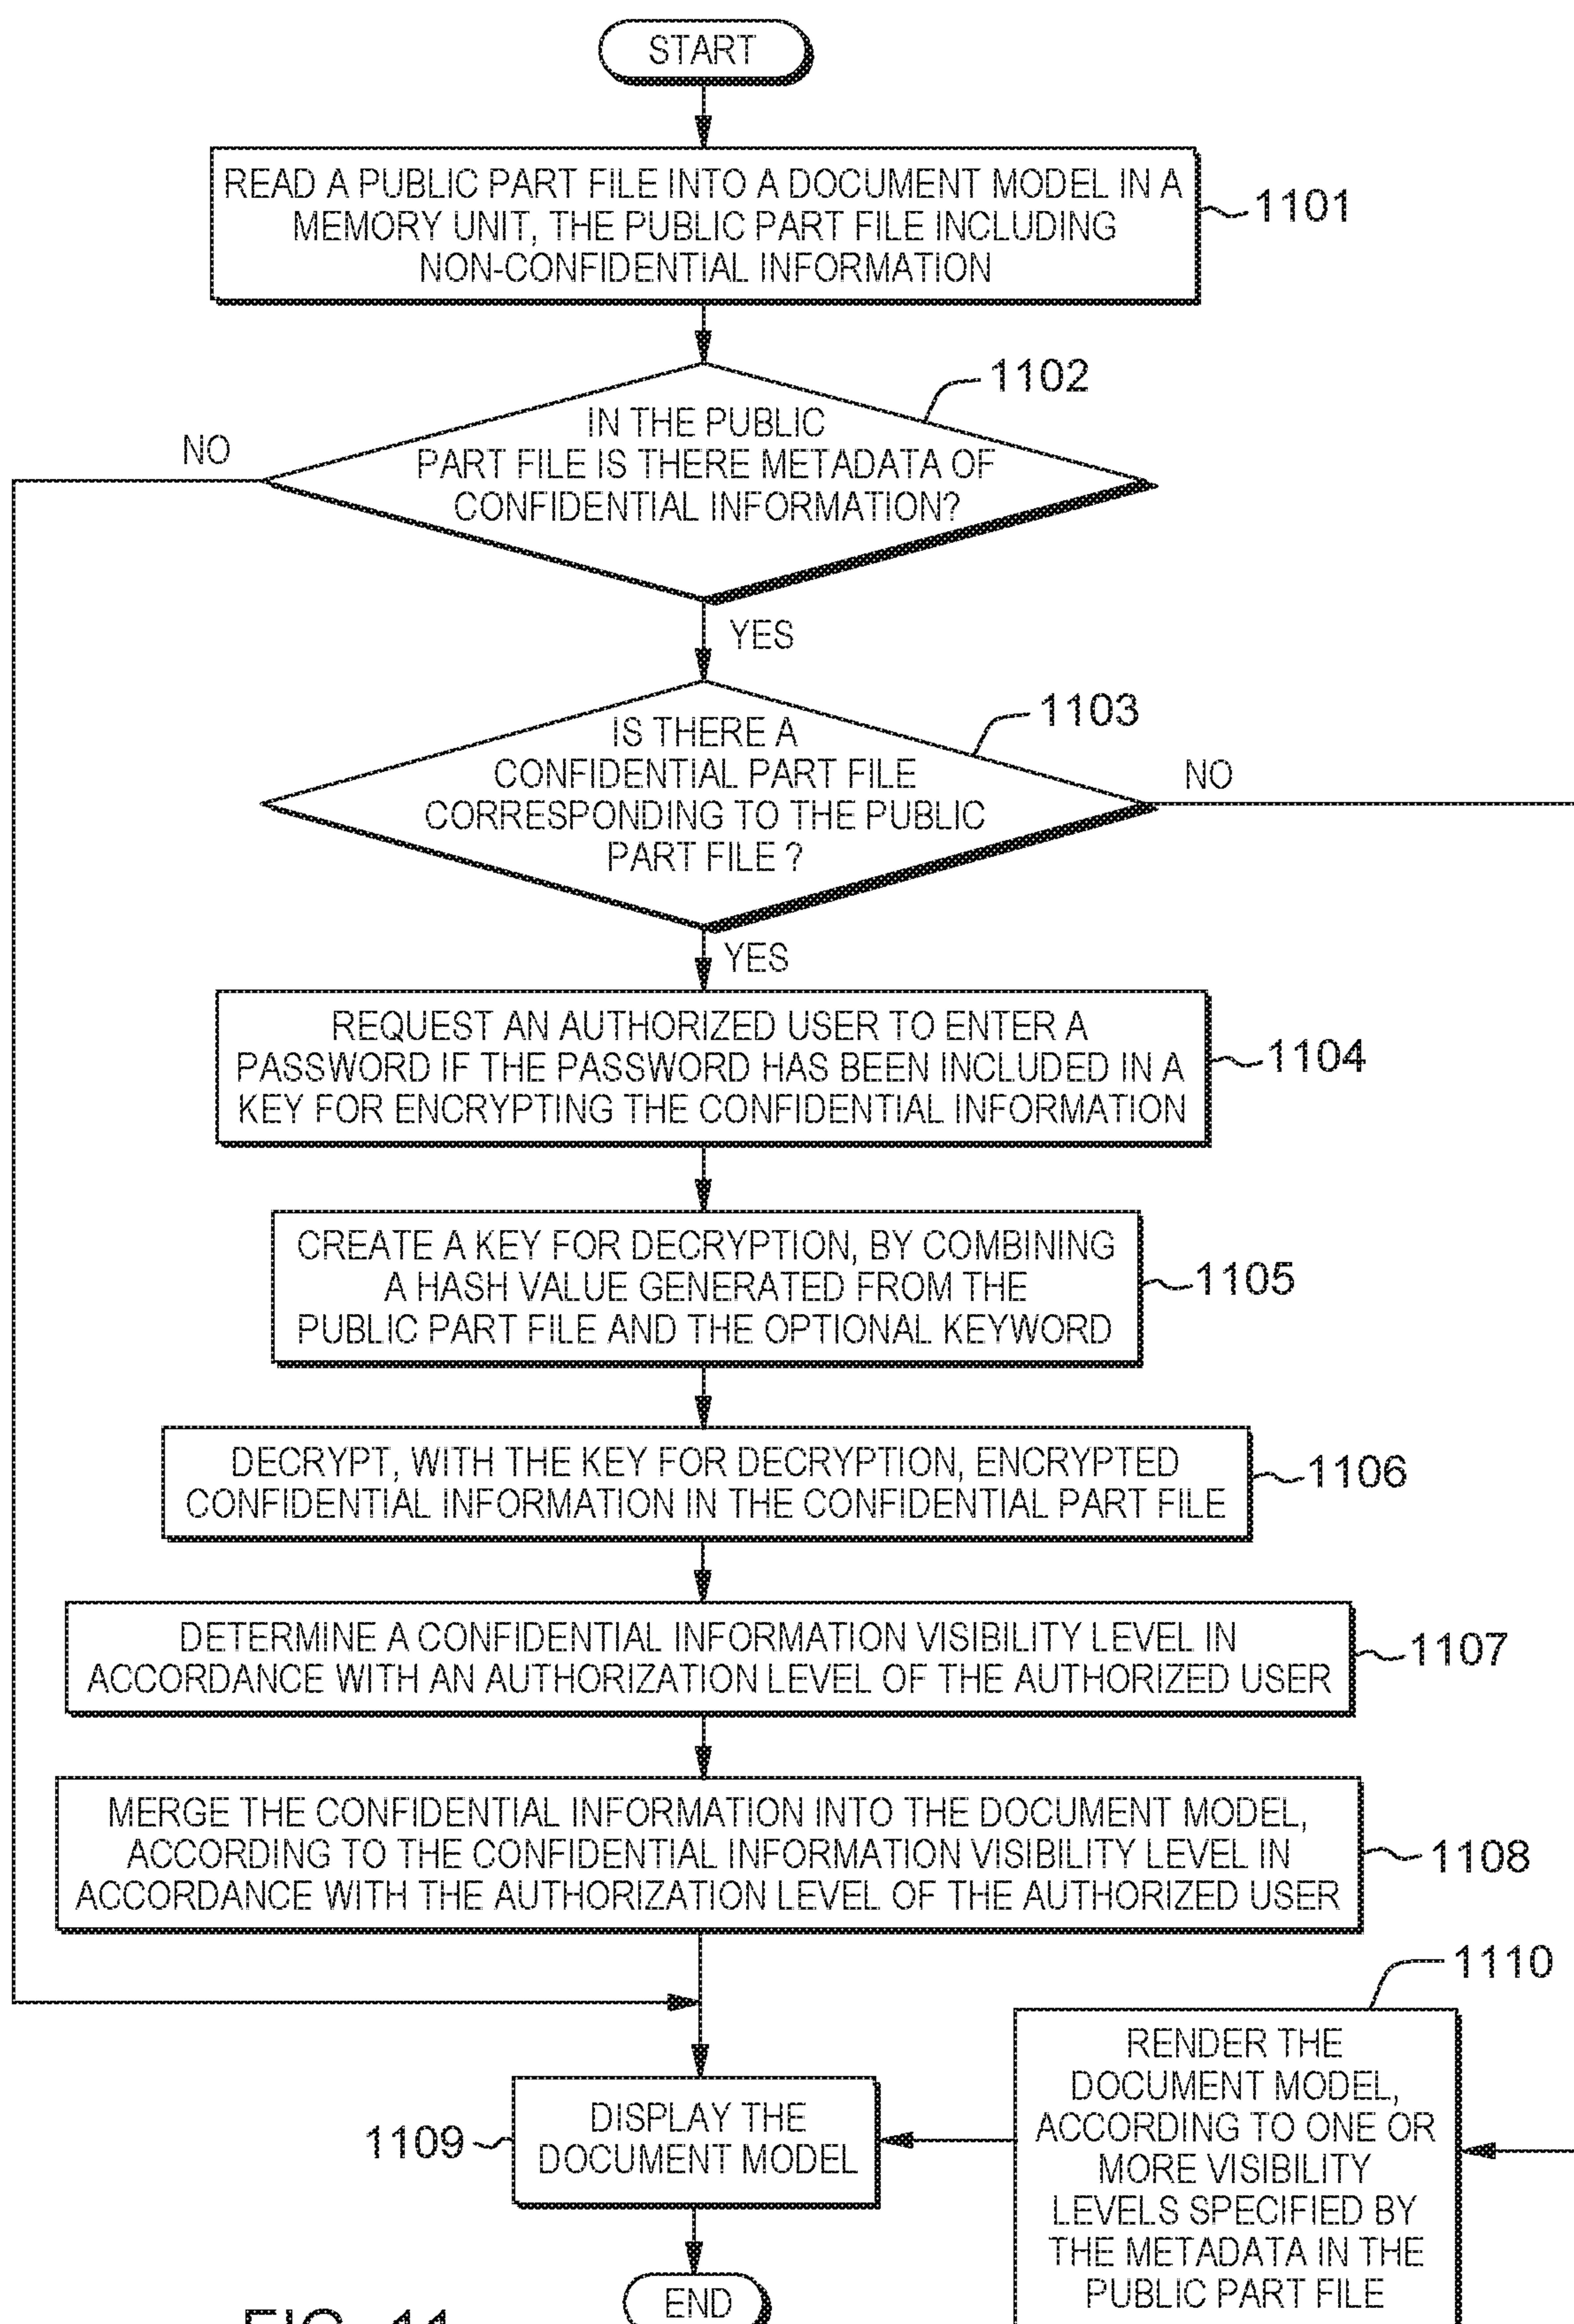 START
READ A PUBLIC PART FILE INTO A DOCUMENT MODEL IN A
MEMORY UNIT, THE PUBLIC PART FILE INCLUDING
NON-CONFIDENTIAL INFORMATION
1101
1102
IN THE PUBLIC
PART FILE IS THERE METADATA OF
CONFIDENTIAL INFORMATION?
NO
YES
1103
IS THERE A
CONFIDENTIAL PART FILE
CORRESPONDING TO THE PUBLIC
PART FILE ?
NO
YES
REQUEST AN AUTHORIZED USER TO ENTER A
PASSWORD IF THE PASSWORD HAS BEEN INCLUDED IN A
KEY FOR ENCRYPTING THE CONFIDENTIAL INFORMATION
1104
CREATE A KEY FOR DECRYPTION, BY COMBINING
A HASH VALUE GENERATED FROM THE
PUBLIC PART FILE AND THE OPTIONAL KEYWORD
1105
DECRYPT, WITH THE KEY FOR DECRYPTION, ENCRYPTED
CONFIDENTIAL INFORMATION IN THE CONFIDENTIAL PART FILE
1106
DETERMINE A CONFIDENTIAL INFORMATION VISIBILITY LEVEL IN
ACCORDANCE WITH AN AUTHORIZATION LEVEL OF THE AUTHORIZED USER
1107
MERGE THE CONFIDENTIAL INFORMATION INTO THE DOCUMENT MODEL,
ACCORDING TO THE CONFIDENTIAL INFORMATION VISIBILITY LEVEL IN
ACCORDANCE WITH THE AUTHORIZATION LEVEL OF THE AUTHORIZED USER
1108
1110
RENDER THE
DOCUMENT MODEL,
ACCORDING TO ONE OR
MORE VISIBILITY
LEVELS SPECIFIED BY
THE METADATA IN THE
PUBLIC PART FILE
1109
DISPLAY THE
DOCUMENT MODEL
END
FIG. 11